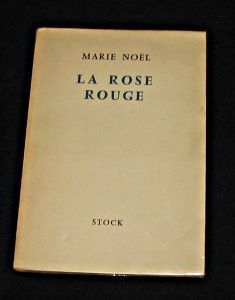 MARIE NOËL
LA ROSE
ROUGE
STOCK